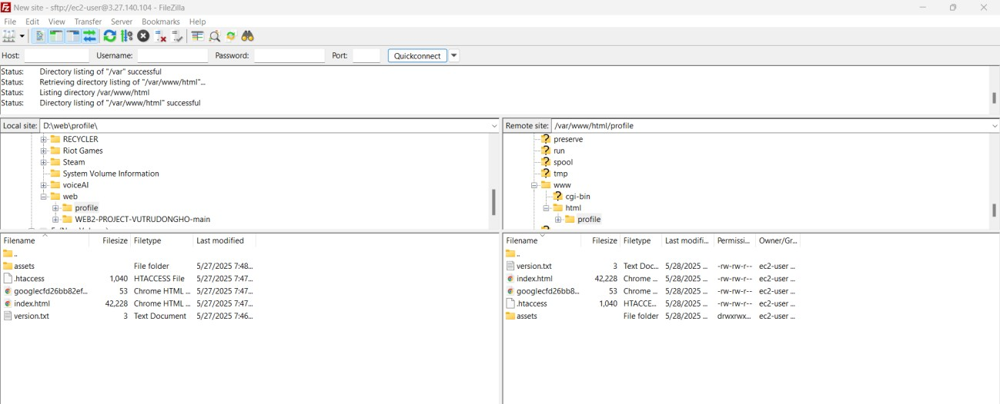 New site - sftp://ec2-user@3.27.140.104 - FileZilla
File Edit View Transfer Server Bookmarks Help
Host: Username: Password: Port: Quickconnect
Status: Directory listing of "/var" successful
Status: Retrieving directory listing of "/var/www/html"...
Status: Listing directory /var/www/html
Status: Directory listing of "/var/www/html" successful
Local site: D:\web\profile\
RECYCLER
Riot Games
Steam
System Volume Information
voiceAI
web
profile
WEB2-PROJECT-VUTRUDONGHO-main
Filename Filesize Filetype Last modified
..
assets File folder 5/27/2025 7:48...
.htaccess 1,040 HTACCESS File 5/27/2025 7:47...
googlecfd26bb82ef... 53 Chrome HTML ... 5/27/2025 7:47...
index.html 42,228 Chrome HTML ... 5/27/2025 7:47...
version.txt 3 Text Document 5/27/2025 7:46...
Remote site: /var/www/html/profile
preserve
run
spool
tmp
www
cgi-bin
html
profile
Filename Filesize Filetype Last modifi... Permissi... Owner/Gr...
..
version.txt 3 Text Doc... 5/28/2025 ... -rw-rw-r-- ec2-user ...
index.html 42,228 Chrome ... 5/28/2025 ... -rw-rw-r-- ec2-user ...
googlecfd26bb8... 53 Chrome ... 5/28/2025 ... -rw-rw-r-- ec2-user ...
.htaccess 1,040 HTACCE... 5/28/2025 ... -rw-rw-r-- ec2-user ...
assets File folder 5/28/2025 ... drwxrwx... ec2-user ...